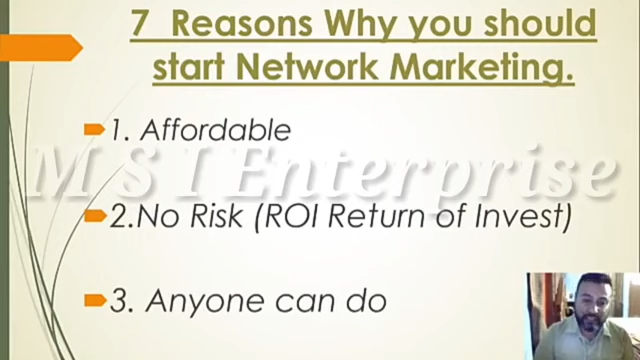 7 Reasons Why you should
start Network Marketing.
1. Affordable
M S I Enterprise
2.No Risk (ROI Return of Invest)
3. Anyone can do